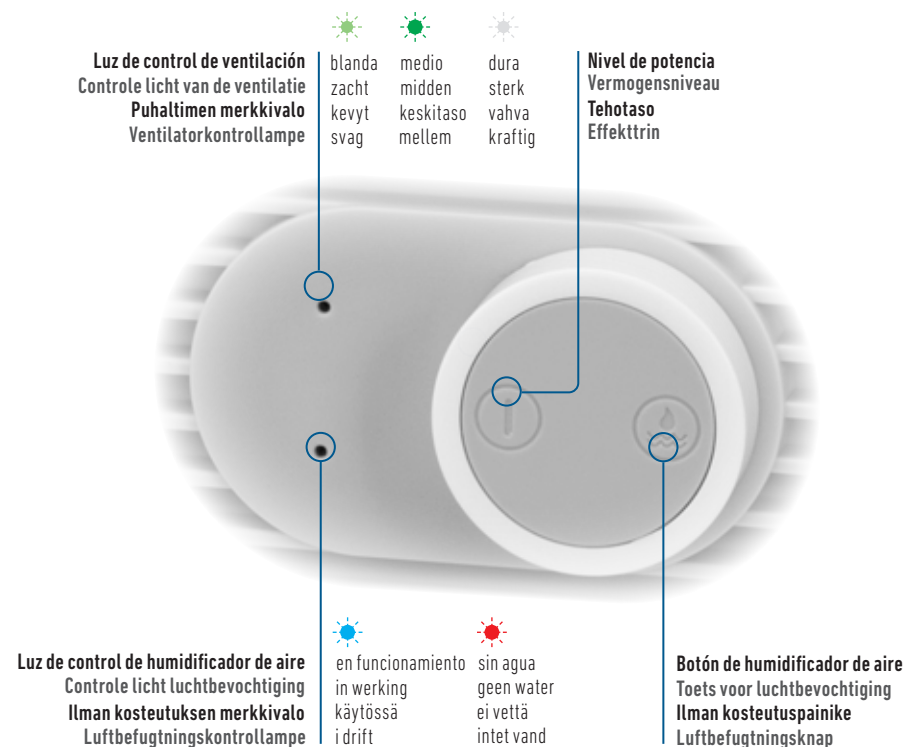 Luz de control de ventilación
Controle licht van de ventilatie
Puhaltimen merkkivalo
Ventilatorkontrollampe
blanda
zacht
kevyt
svag
medio
midden
keskitaso
mellem
dura
sterk
vahva
kraftig
Nivel de potencia
Vermogensniveau
Tehotaso
Effekttrin
Luz de control de humidificador de aire
Controle licht luchtbevochtiging
Ilman kosteutuksen merkkivalo
Luftbefugtningskontrollampe
en funcionamiento
in werking
käytössä
i drift
sin agua
geen water
ei vettä
intet vand
Botón de humidificador de aire
Toets voor luchtbevochtiging
Ilman kosteutuspainike
Luftbefugtningsknap